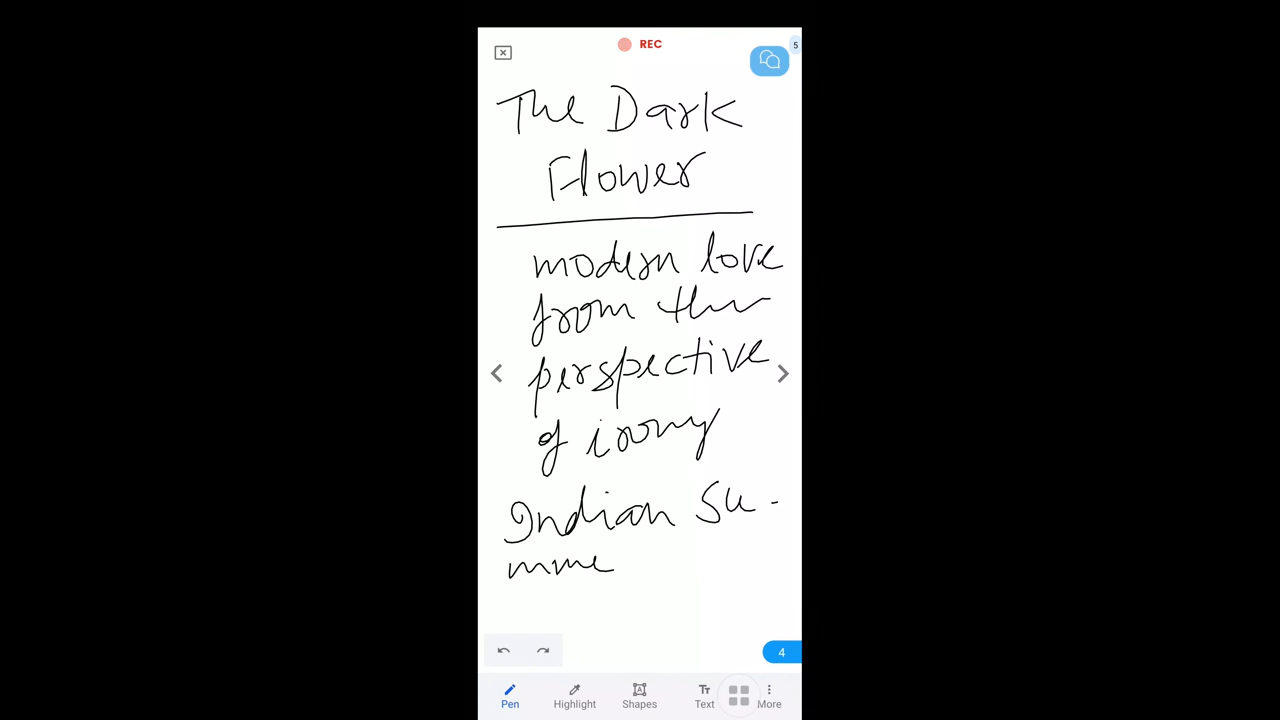 REC
5
The Dark
Flower
modern love
from the
perspective
of irony
Indian Su-
mme
4
Pen
Highlight
Shapes
Text
More